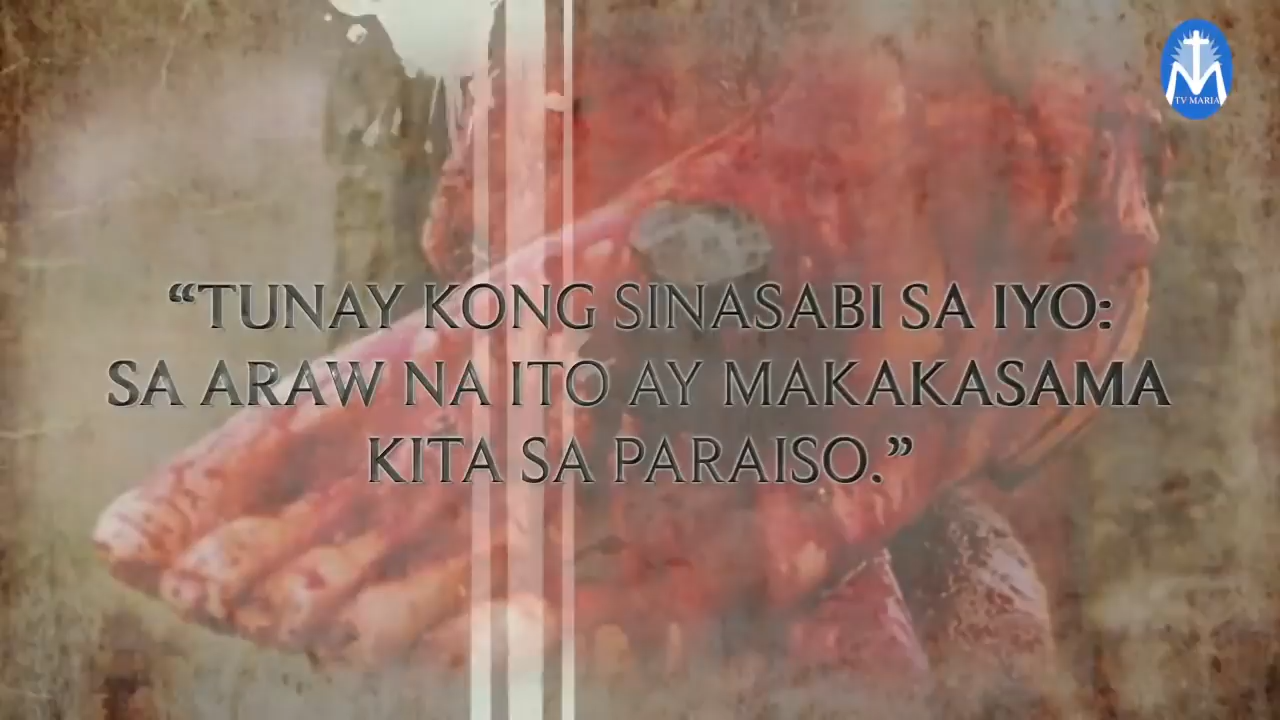 TV MARIA
“TUNAY KONG SINASABI SA IYO:
SA ARAW NA ITO AY MAKAKASAMA
KITA SA PARAISO.”